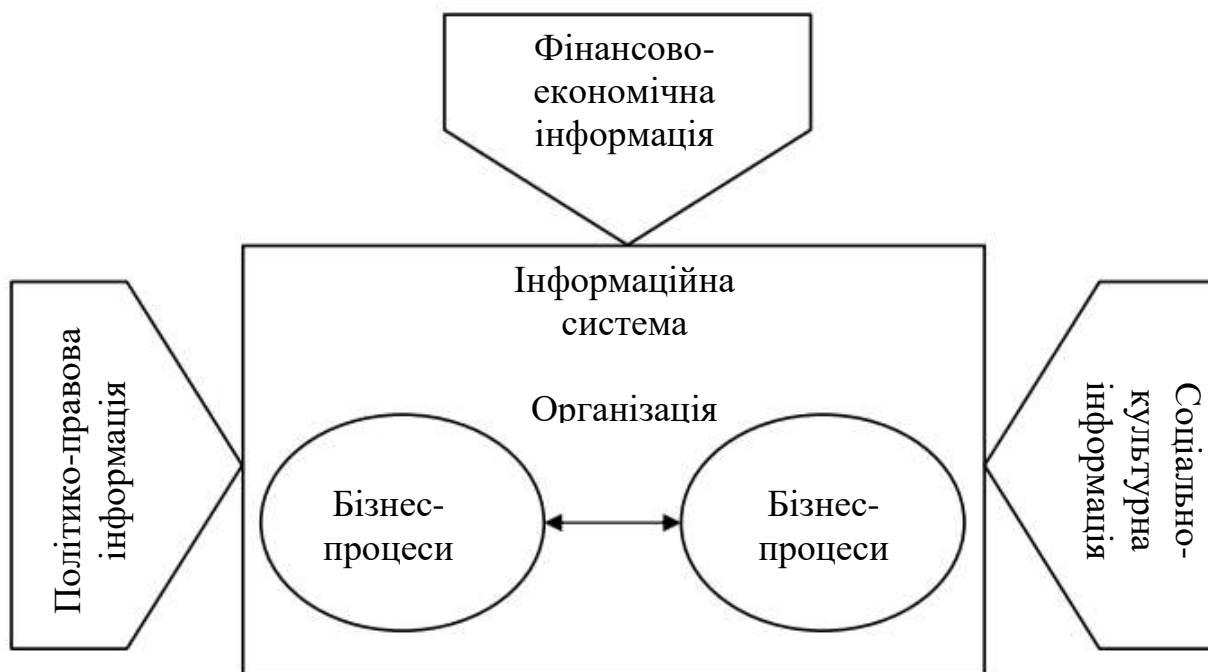 Фінансово-
економічна
інформація
Інформаційна
система
Організація
Політико-правова
інформація
Бізнес-
процеси
Бізнес-
процеси
Соціально-
культурна
інформація